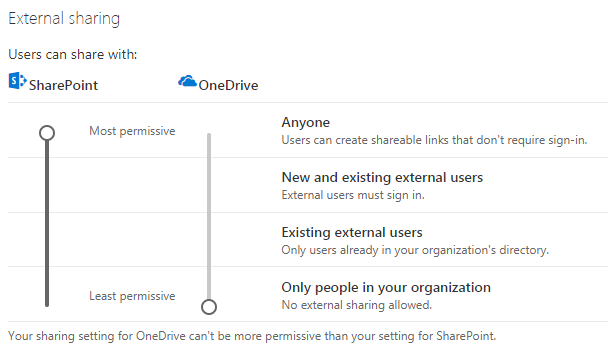 External sharing
Users can share with:
S SharePoint OneDrive
Most permissive
Anyone
Users can create shareable links that don't require sign-in.
New and existing external users
External users must sign in.
Existing external users
Only users already in your organization's directory.
Least permissive
Only people in your organization
No external sharing allowed.
Your sharing setting for OneDrive can't be more permissive than your setting for SharePoint.